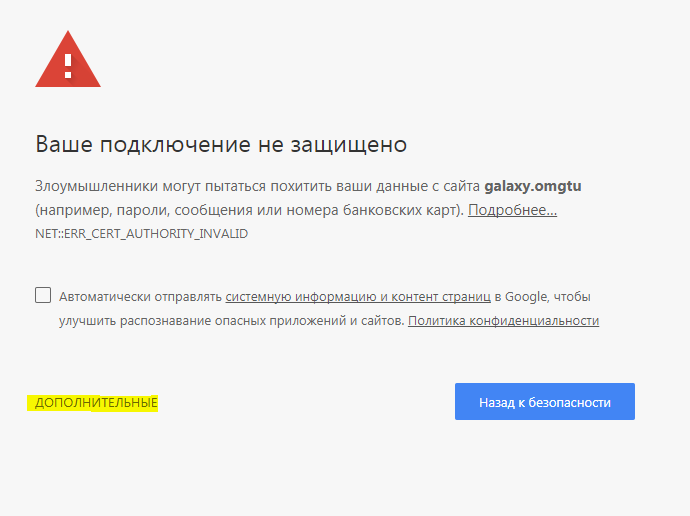 Ваше подключение не защищено
Злоумышленники могут пытаться похитить ваши данные с сайта galaxy.omgtu
(например, пароли, сообщения или номера банковских карт). Подробнее...
NET::ERR_CERT_AUTHORITY_INVALID
Автоматически отправлять системную информацию и контент страниц в Google, чтобы
улучшить распознавание опасных приложений и сайтов. Политика конфиденциальности
ДОПОЛНИТЕЛЬНЫЕ
Назад к безопасности